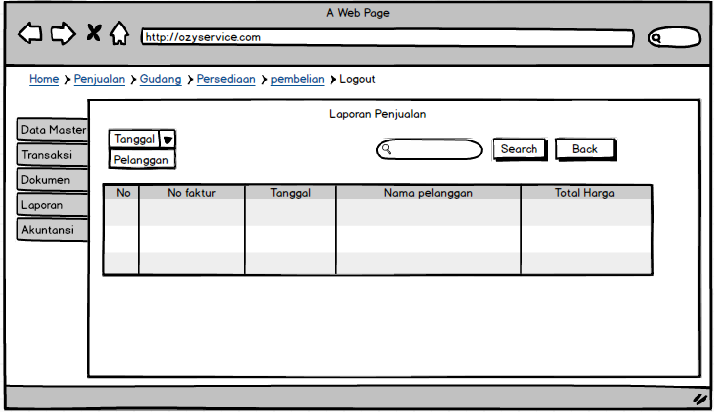 A Web Page
http://ozyservice.com
Home Penjualan Gudang Persediaan pembelian Logout
Laporan Penjualan
Data Master
Transaksi
Dokumen
Laporan
Akuntansi
Tanggal
Pelanggan
Search Back
No No faktur Tanggal Nama pelanggan Total Harga